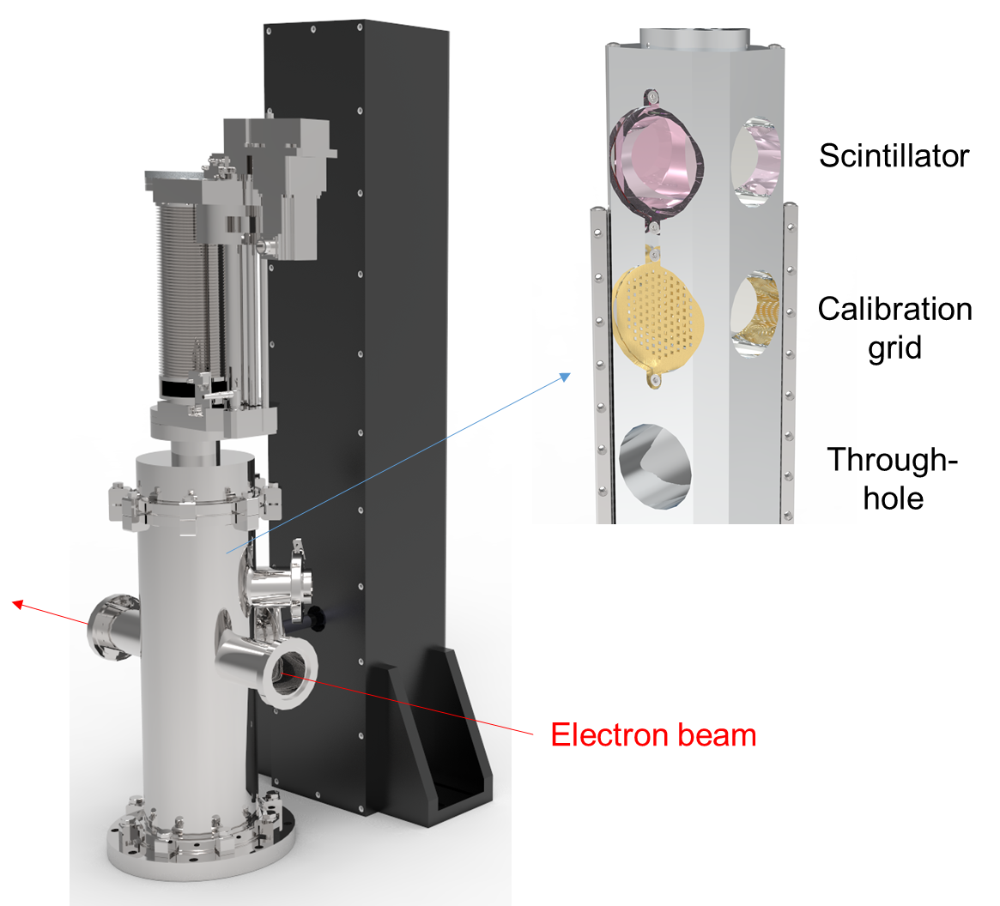 Scintillator
Calibration
grid
Through-
hole
Electron beam